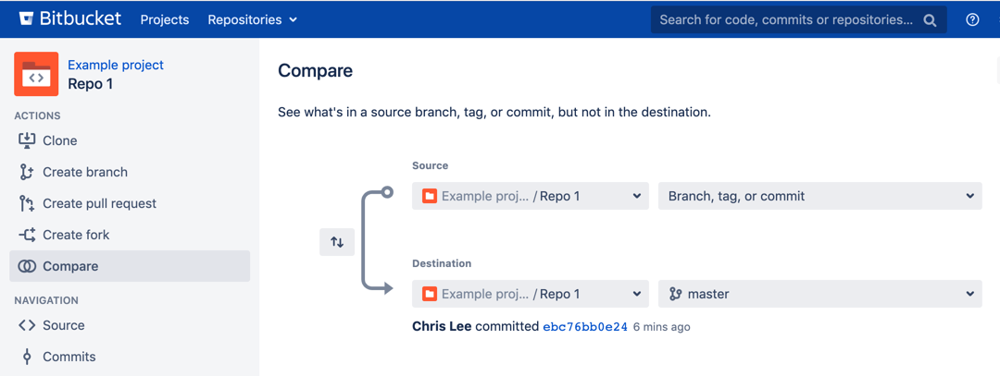 Bitbucket Projects Repositories Search for code, commits or repositories...
Example project
Repo 1
ACTIONS
Clone
Create branch
Create pull request
Create fork
Compare
NAVIGATION
Source
Commits
Compare
See what's in a source branch, tag, or commit, but not in the destination.
Source
Example proj... / Repo 1 Branch, tag, or commit
Destination
Example proj... / Repo 1 master
Chris Lee committed ebc76bb0e24 6 mins ago